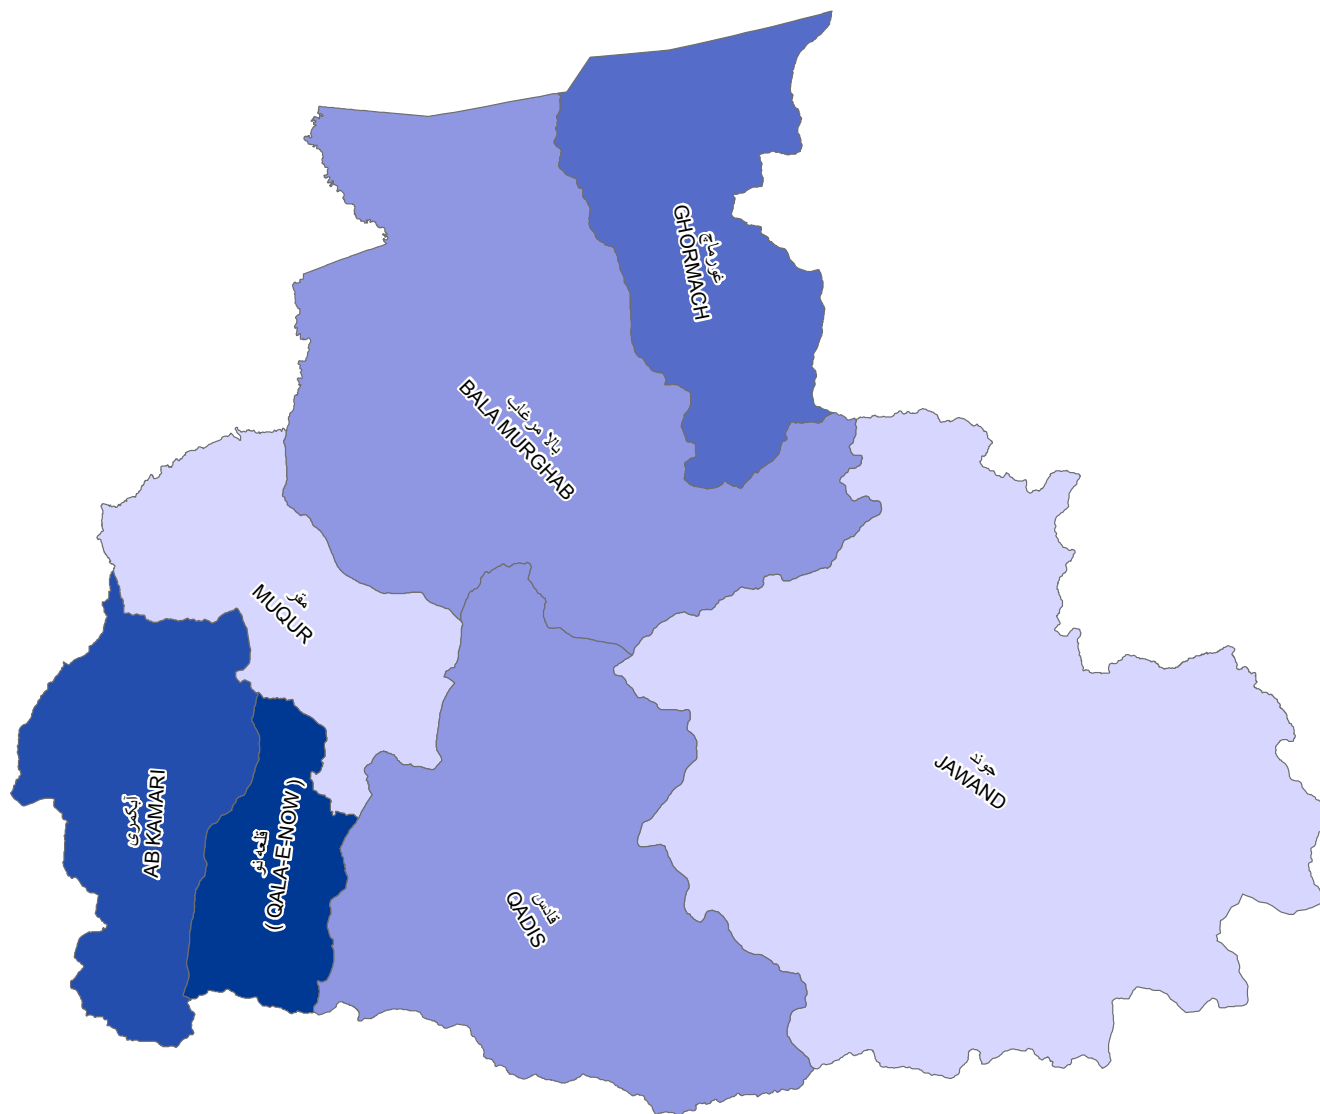 غورماچ
GHORMACH
بالا مرغاب
BALA MURGHAB
مقر
MUQUR
جوند
JAWAND
آبکمری
AB KAMARI
قلعه نو
( QALA-E-NOW )
قادس
QADIS